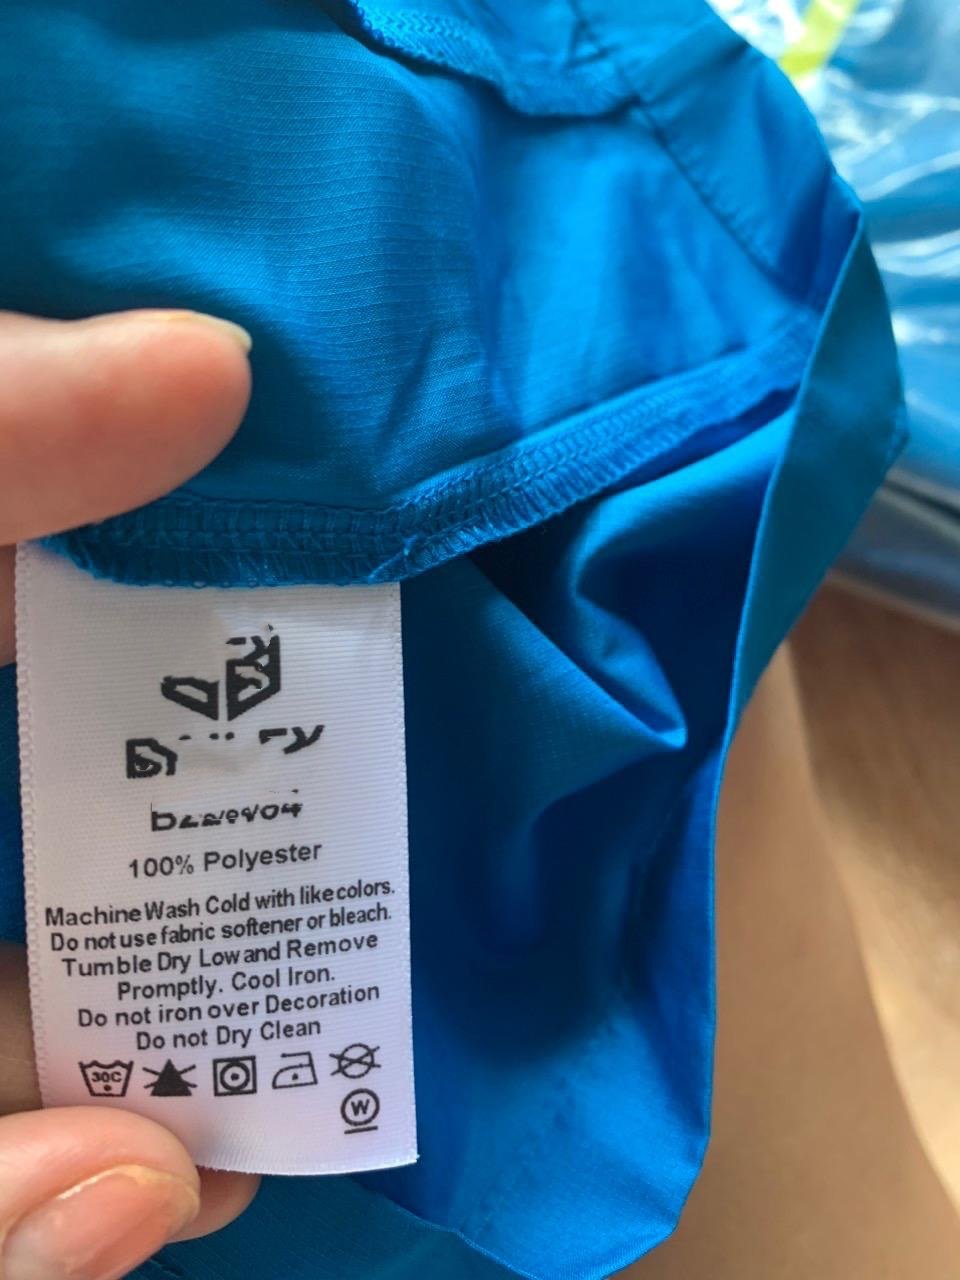 100% Polyester
Machine Wash Cold with like colors.
Do not use fabric softener or bleach.
Tumble Dry Low and Remove
Promptly. Cool Iron.
Do not iron over Decoration
Do not Dry Clean
30C
W